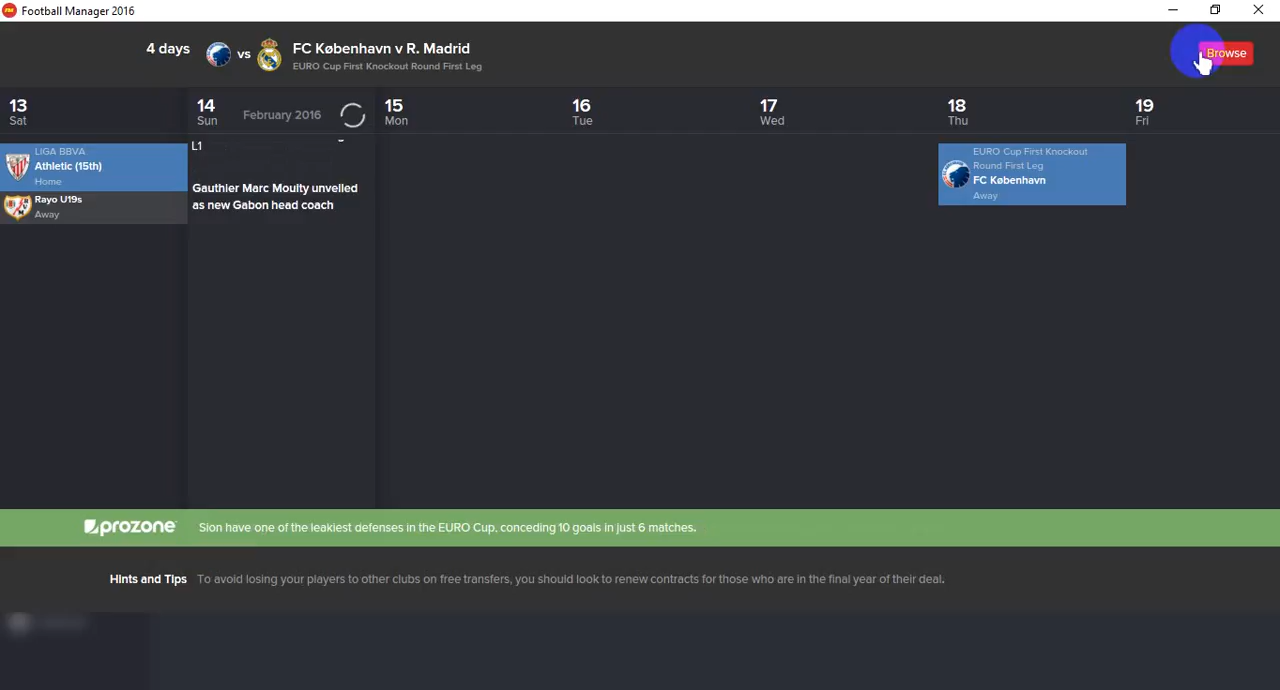 Football Manager 2016
4 days
vs
FC København v R. Madrid
EURO Cup First Knockout Round First Leg
Browse
13
Sat
14
Sun
February 2016
15
Mon
16
Tue
17
Wed
18
Thu
19
Fri
LIGA BBVA
Athletic (15th)
Home
Rayo U19s
Away
L1
Gauthier Marc Mouity unveiled
as new Gabon head coach
EURO Cup First Knockout
Round First Leg
FC København
Away
prozone
Sion have one of the leakiest defenses in the EURO Cup, conceding 10 goals in just 6 matches.
Hints and Tips
To avoid losing your players to other clubs on free transfers, you should look to renew contracts for those who are in the final year of their deal.